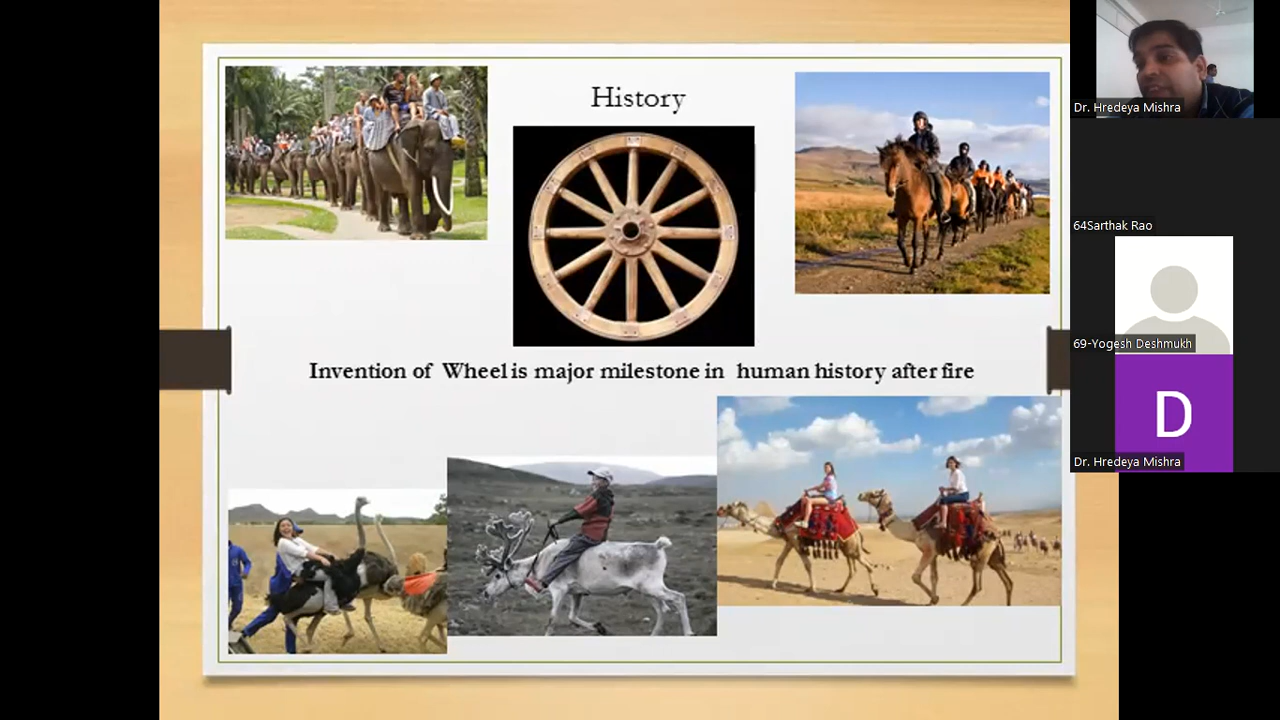 History
Invention of Wheel is major milestone in human history after fire
Dr. Hredeya Mishra
64Sarthak Rao
69-Yogesh Deshmukh
D
Dr. Hredeya Mishra